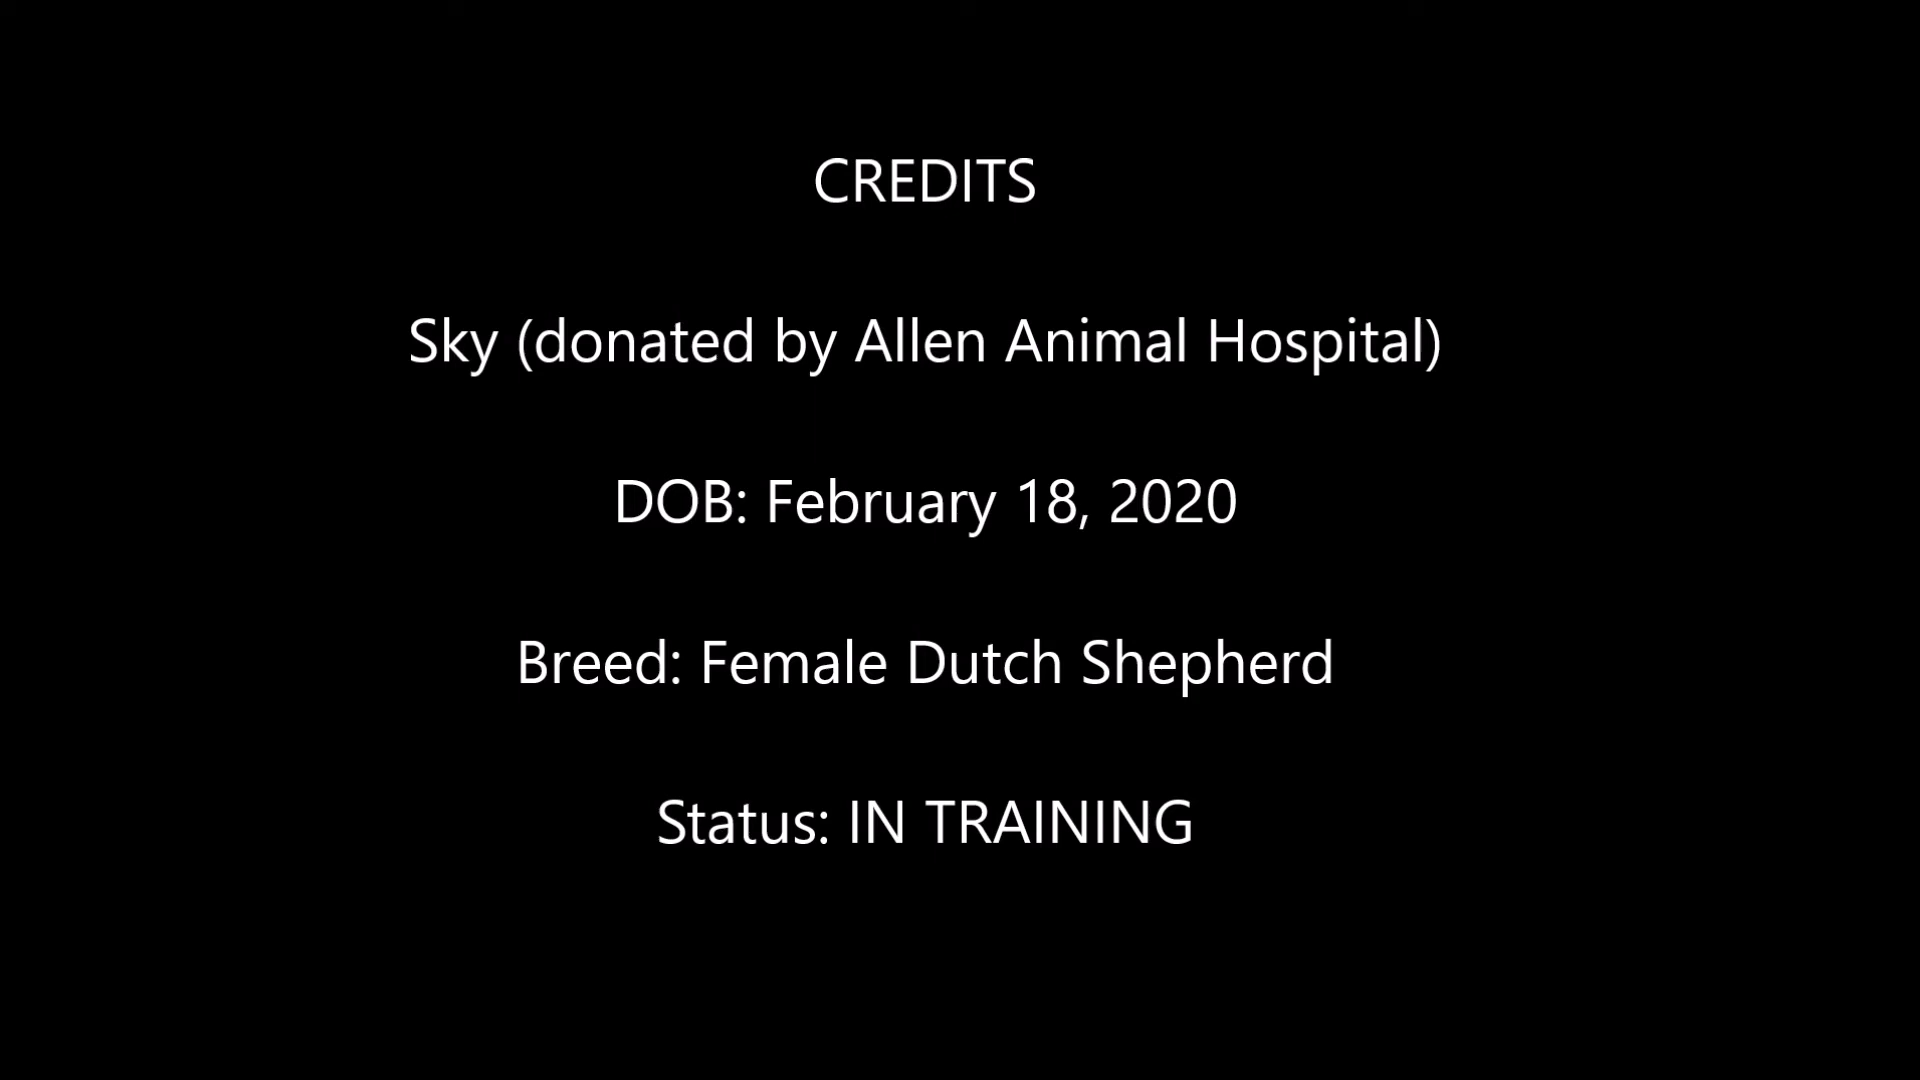 CREDITS
Sky (donated by Allen Animal Hospital)
DOB: February 18, 2020
Breed: Female Dutch Shepherd
Status: IN TRAINING